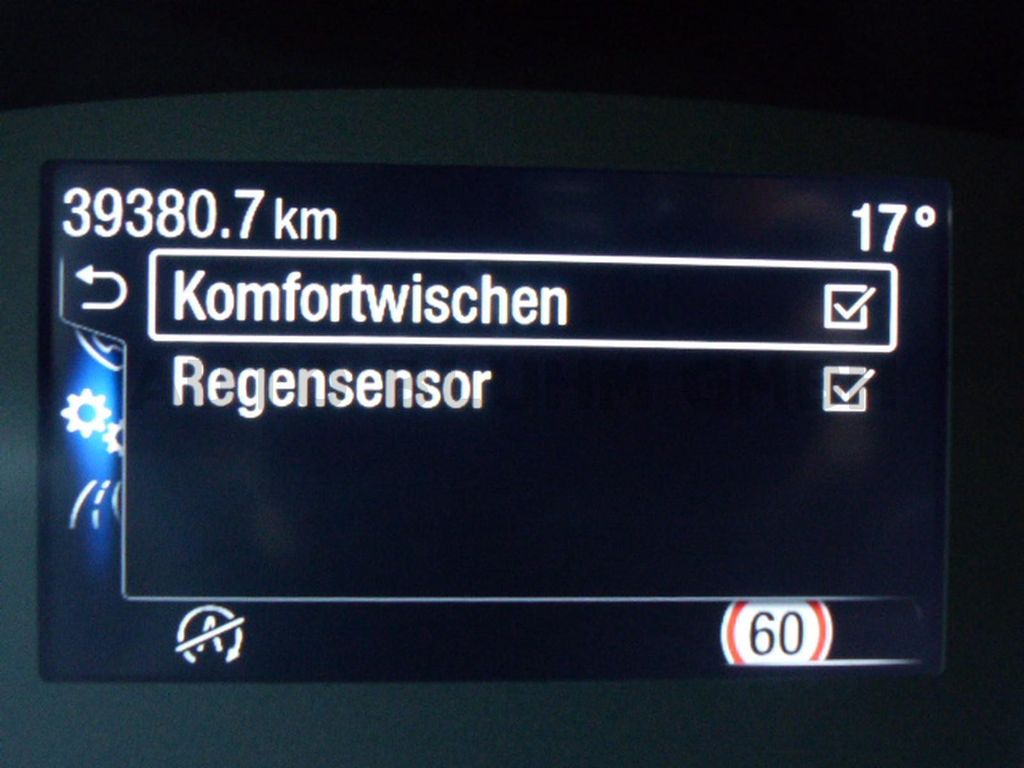 39380.7 km 17°
Komfortwischen
Regensensor
A
60